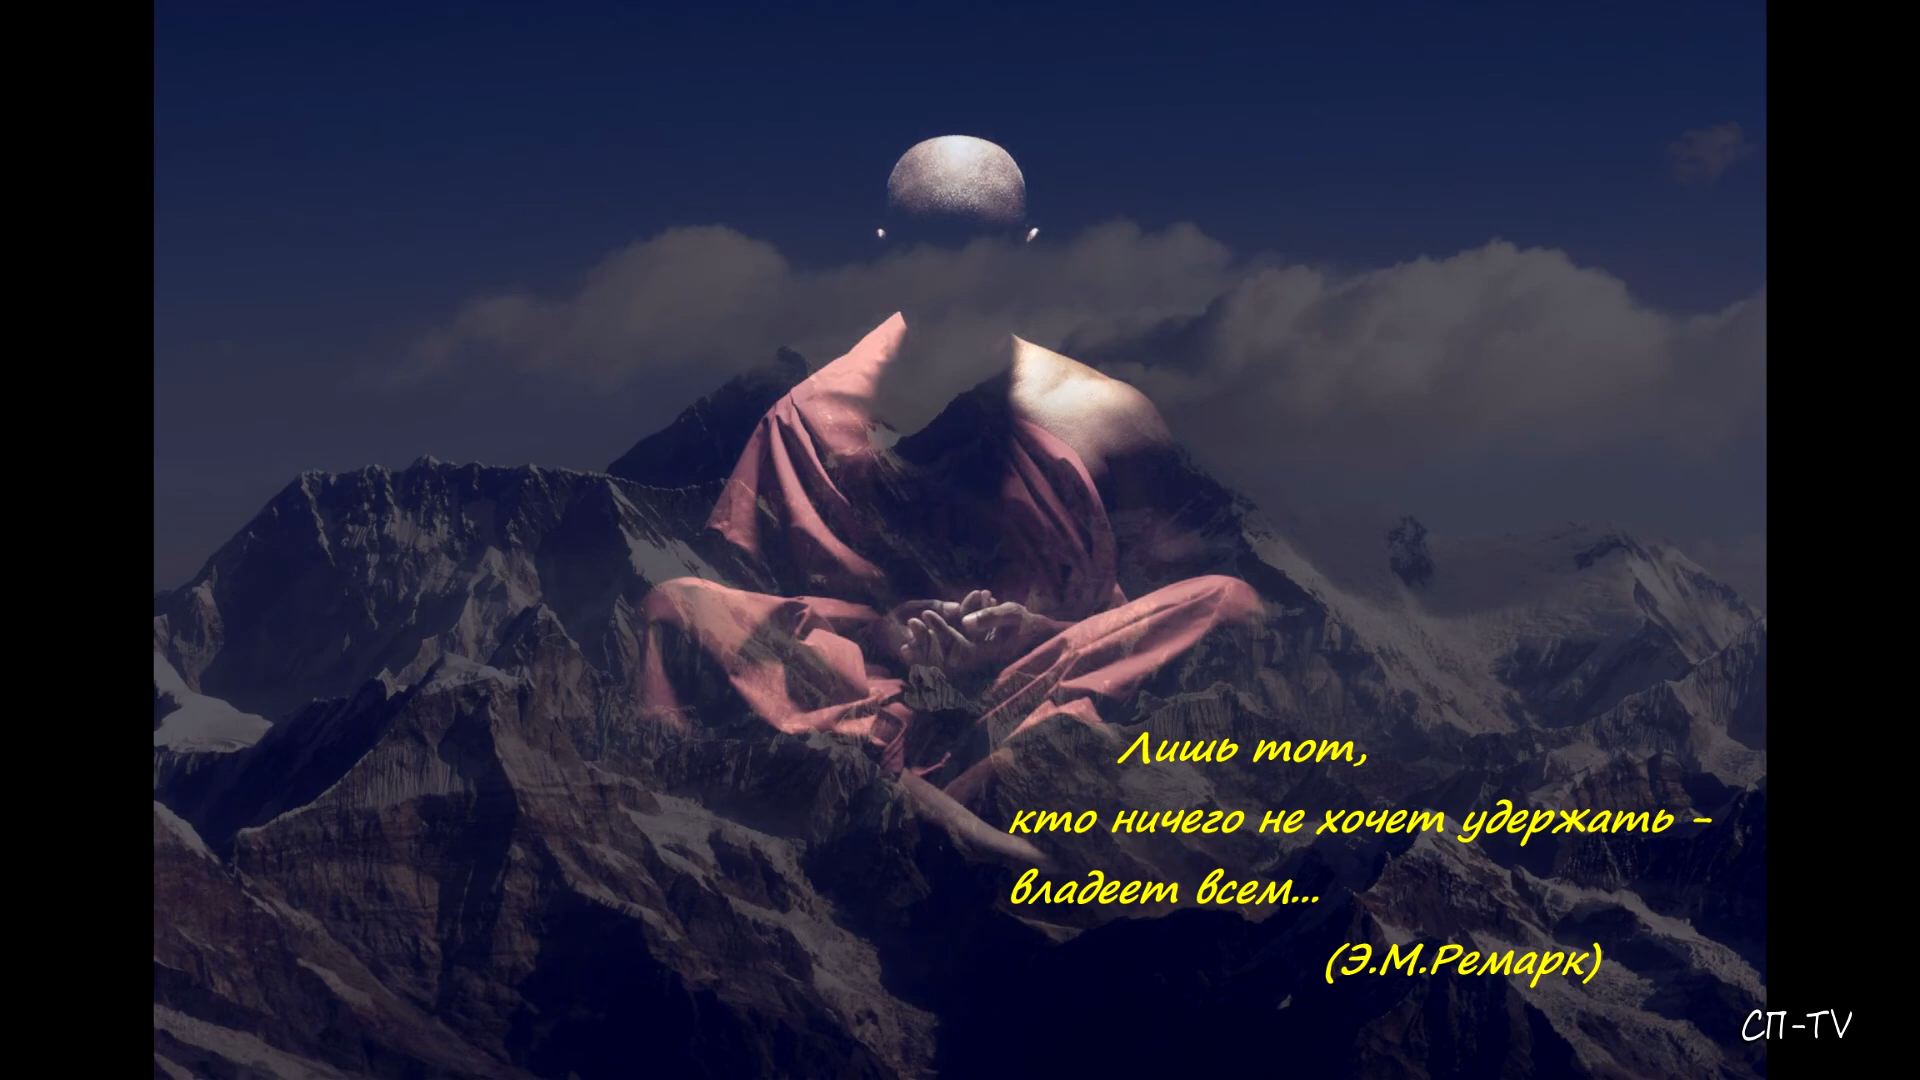 Лишь тот,
кто ничего не хочет удержать -
владеет всем...
(Э.М.Ремарк)
СП-TV